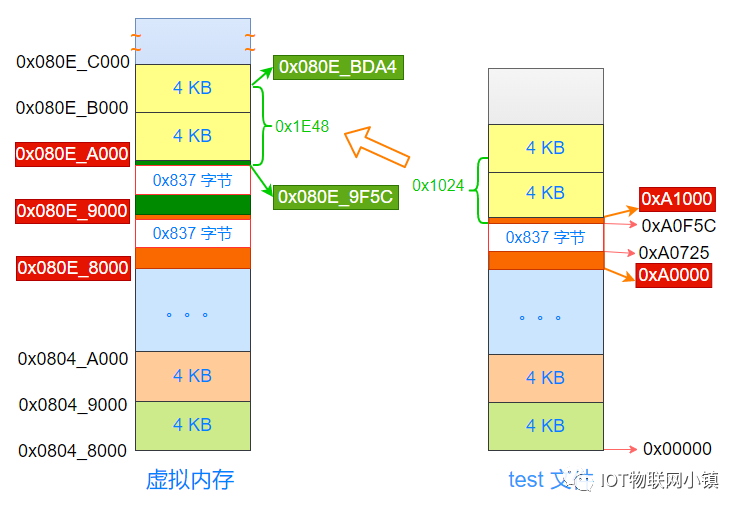 0x080E_C000
0x080E_BDA4
4 KB
0x080E_B000
0x1E48
4 KB
0x080E_A000
0x837 字节
0x080E_9F5C
0x080E_9000
0x837 字节
0x080E_8000
。。。
0x0804_A000
4 KB
0x0804_9000
4 KB
0x0804_8000
虚拟内存
4 KB
0x1024
4 KB
0xA1000
0xA0F5C
0x837 字节
0xA0725
0xA0000
。。。
4 KB
4 KB
0x00000
test 文件
IOT物联网小镇